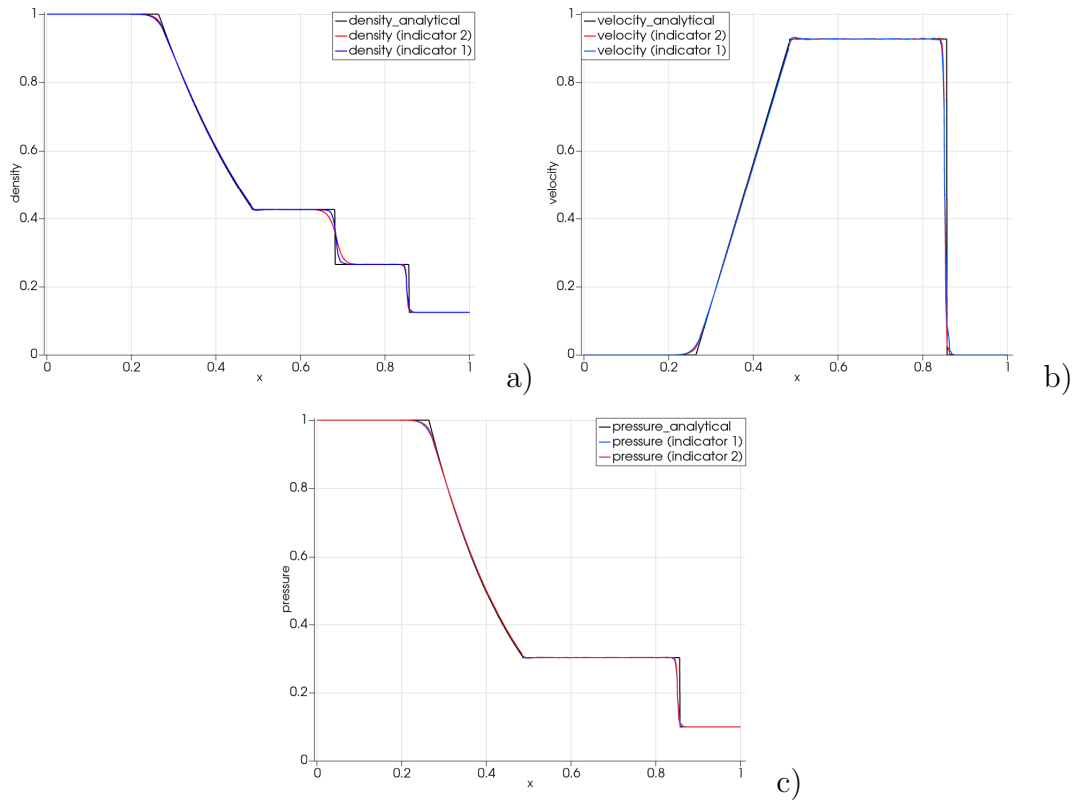 density_analytical
density (indicator 2)
density (indicator 1)
1
0.8
0.6
0.4
0.2
0
density
0 0.2 0.4 0.6 0.8 1
x
a)
velocity_analytical
velocity (indicator 2)
velocity (indicator 1)
1
0.8
0.6
0.4
0.2
0
velocity
0 0.2 0.4 0.6 0.8 1
x
b)
pressure_analytical
pressure (indicator 1)
pressure (indicator 2)
1
0.8
0.6
0.4
0.2
0
pressure
0 0.2 0.4 0.6 0.8 1
x
c)